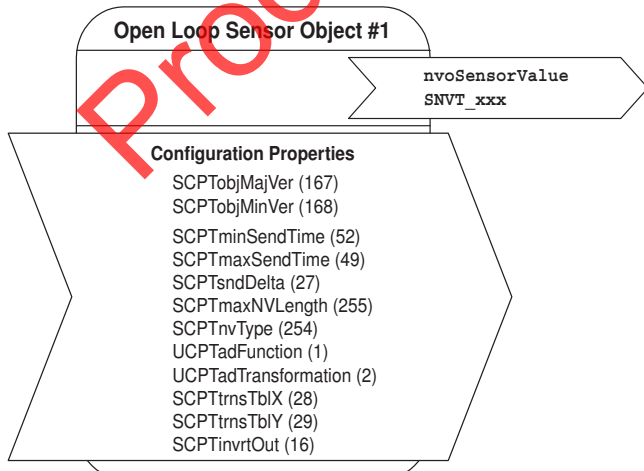 Open Loop Sensor Object #1
nvoSensorValue
SNVT_xxx
Configuration Properties
SCPTobjMajVer (167)
SCPTobjMinVer (168)
SCPTminSendTime (52)
SCPTmaxSendTime (49)
SCPTsndDelta (27)
SCPTmaxNVLength (255)
SCPTnvType (254)
UCPTadFunction (1)
UCPTadTransformation (2)
SCPTtrnsTblX (28)
SCPTtrnsTblY (29)
SCPTinvrtOut (16)